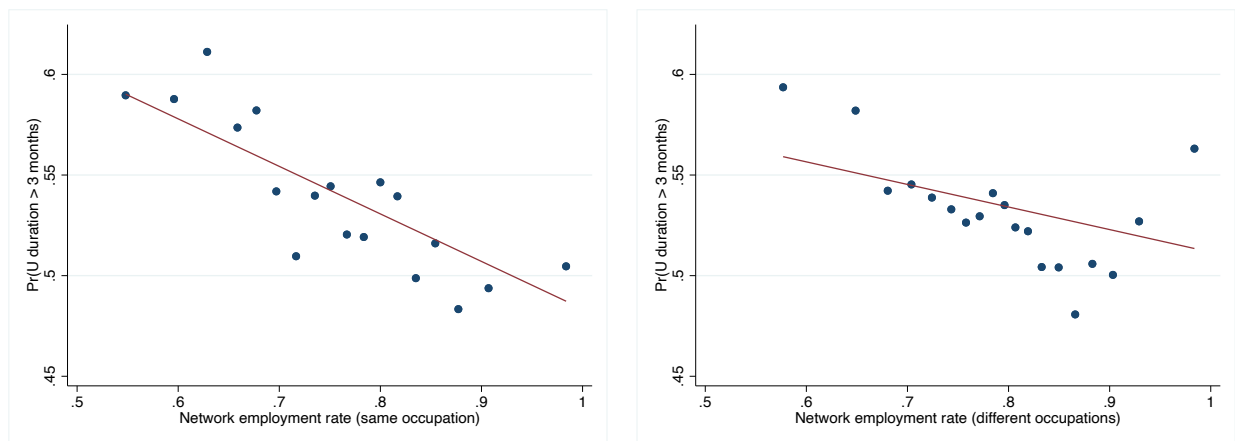 .6
.55
.5
.45
Pr(U duration > 3 months)
.5 .6 .7 .8 .9 1
Network employment rate (same occupation)
.6
.55
.5
.45
Pr(U duration > 3 months)
.5 .6 .7 .8 .9 1
Network employment rate (different occupations)